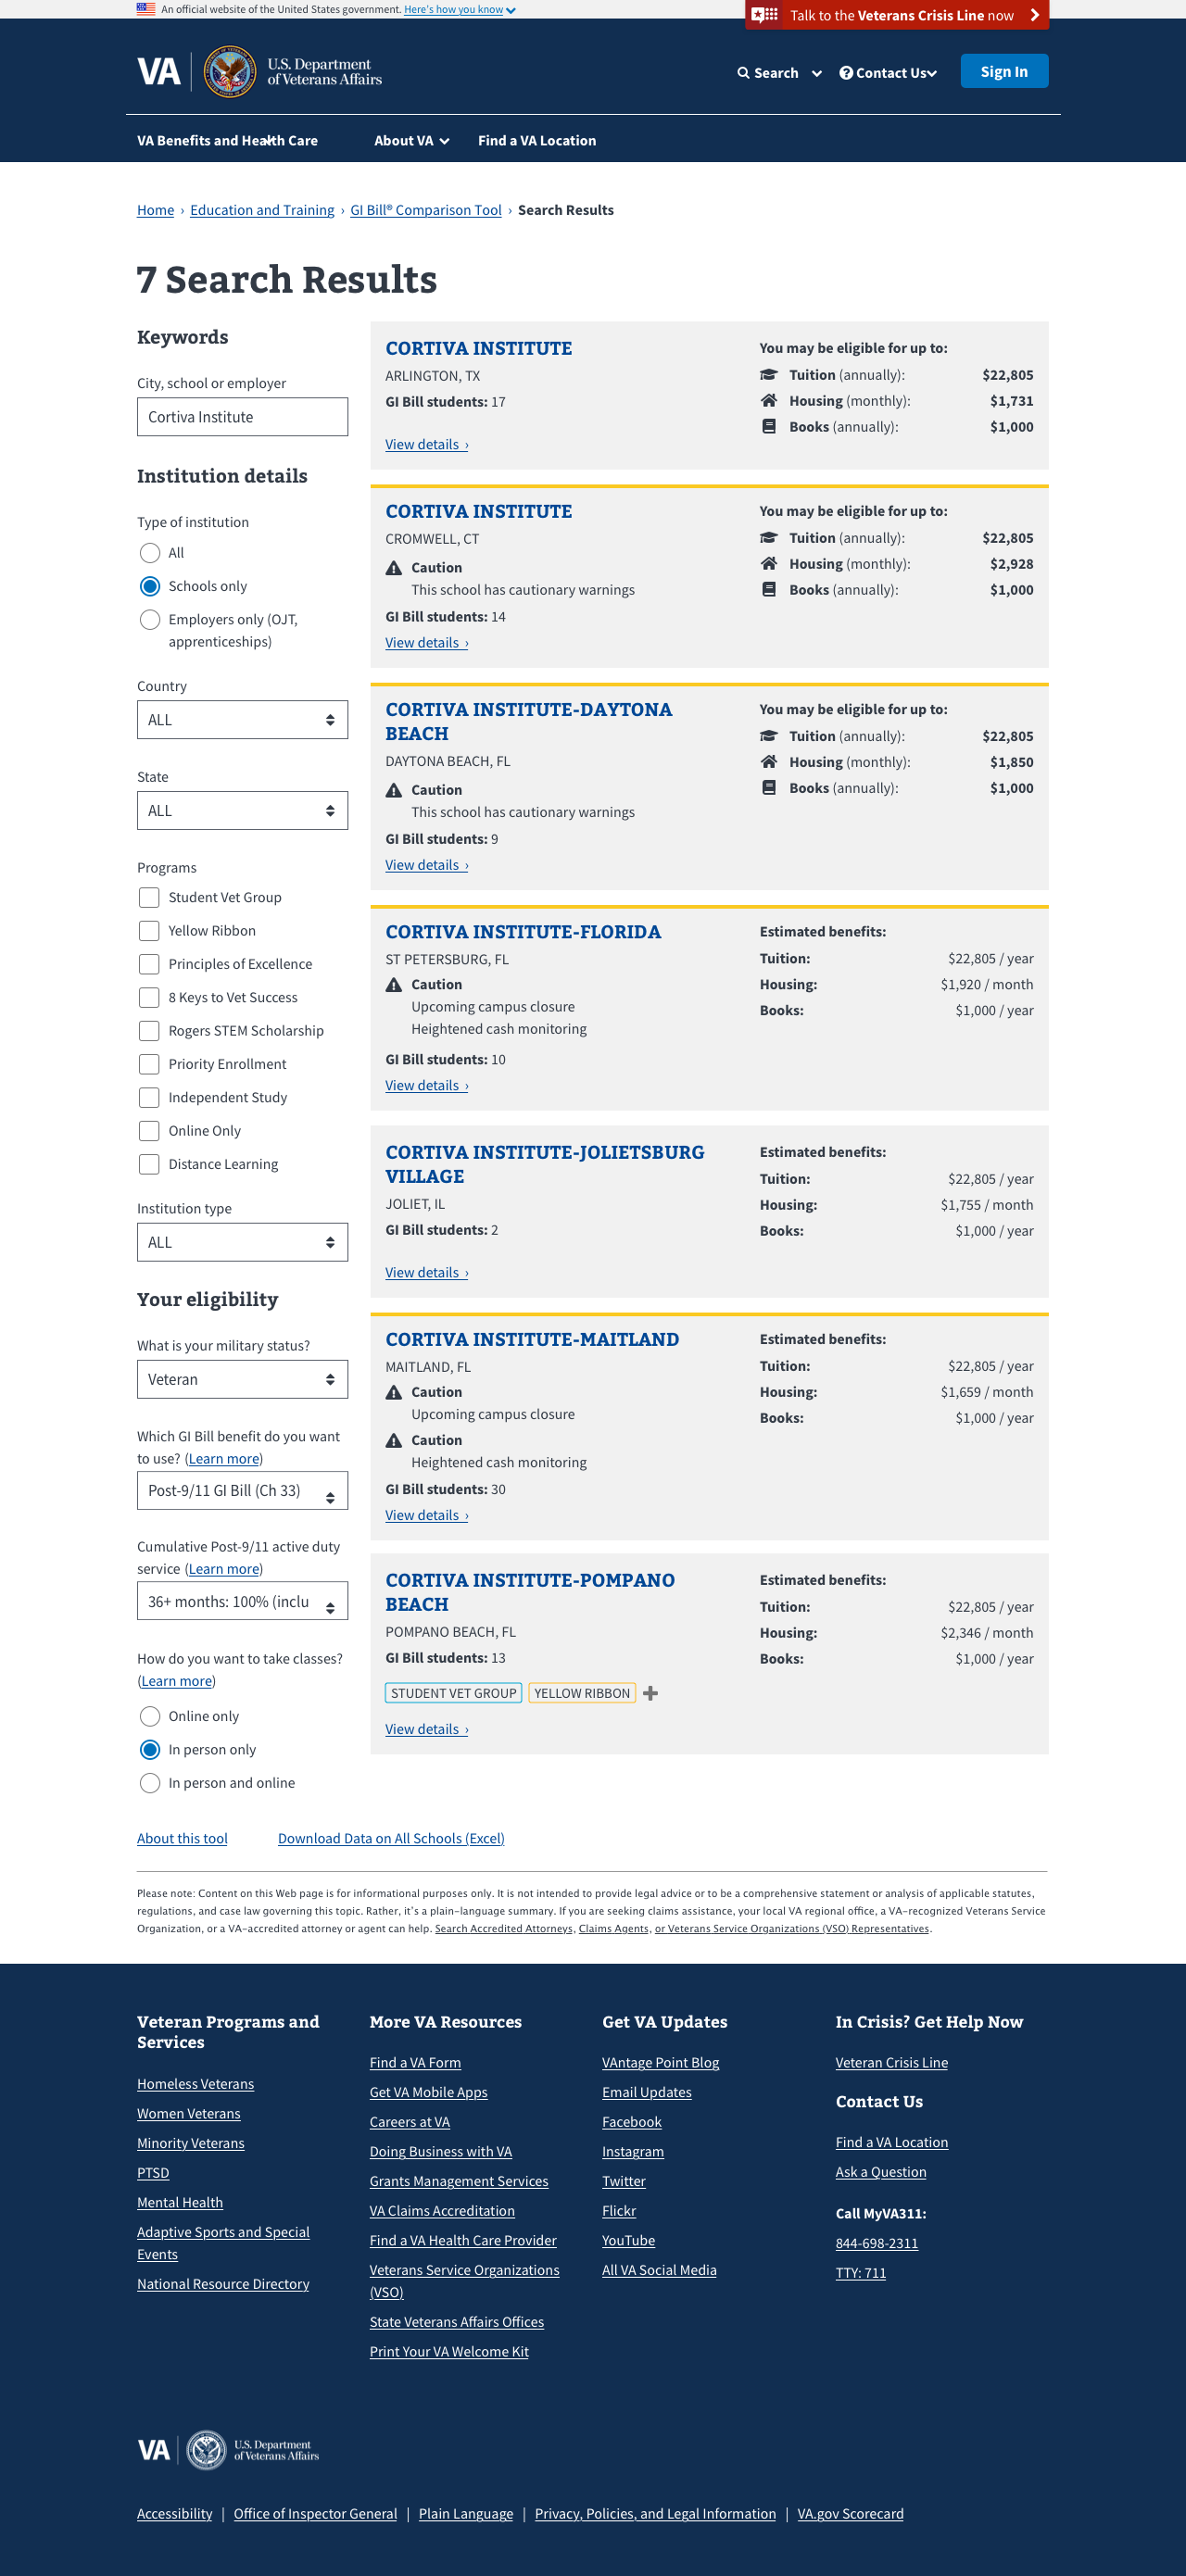 An official website of the United States government. Here's how you know
Talk to the Veterans Crisis Line now
VA
U.S. Department
of Veterans Affairs
Search
Contact Us
Sign In
VA Benefits and Health Care
About VA
Find a VA Location
Home › Education and Training › GI Bill® Comparison Tool › Search Results
7 Search Results
Keywords
City, school or employer
Cortiva Institute
Institution details
Type of institution
All
Schools only
Employers only (OJT,
apprenticeships)
Country
ALL
State
ALL
Programs
Student Vet Group
Yellow Ribbon
Principles of Excellence
8 Keys to Vet Success
Rogers STEM Scholarship
Priority Enrollment
Independent Study
Online Only
Distance Learning
Institution type
ALL
Your eligibility
What is your military status?
Veteran
Which GI Bill benefit do you want
to use? (Learn more)
Post-9/11 GI Bill (Ch 33)
Cumulative Post-9/11 active duty
service (Learn more)
36+ months: 100% (inclu
How do you want to take classes?
(Learn more)
Online only
In person only
In person and online
CORTIVA INSTITUTE
ARLINGTON, TX
GI Bill students: 17
View details ›
You may be eligible for up to:
Tuition (annually): $22,805
Housing (monthly): $1,731
Books (annually): $1,000
CORTIVA INSTITUTE
CROMWELL, CT
Caution
This school has cautionary warnings
GI Bill students: 14
View details ›
You may be eligible for up to:
Tuition (annually): $22,805
Housing (monthly): $2,928
Books (annually): $1,000
CORTIVA INSTITUTE-DAYTONA
BEACH
DAYTONA BEACH, FL
Caution
This school has cautionary warnings
GI Bill students: 9
View details ›
You may be eligible for up to:
Tuition (annually): $22,805
Housing (monthly): $1,850
Books (annually): $1,000
CORTIVA INSTITUTE-FLORIDA
ST PETERSBURG, FL
Caution
Upcoming campus closure
Heightened cash monitoring
GI Bill students: 10
View details ›
Estimated benefits:
Tuition: $22,805 / year
Housing: $1,920 / month
Books: $1,000 / year
CORTIVA INSTITUTE-JOLIETSBURG
VILLAGE
JOLIET, IL
GI Bill students: 2
View details ›
Estimated benefits:
Tuition: $22,805 / year
Housing: $1,755 / month
Books: $1,000 / year
CORTIVA INSTITUTE-MAITLAND
MAITLAND, FL
Caution
Upcoming campus closure
Caution
Heightened cash monitoring
GI Bill students: 30
View details ›
Estimated benefits:
Tuition: $22,805 / year
Housing: $1,659 / month
Books: $1,000 / year
CORTIVA INSTITUTE-POMPANO
BEACH
POMPANO BEACH, FL
GI Bill students: 13
STUDENT VET GROUP YELLOW RIBBON
View details ›
Estimated benefits:
Tuition: $22,805 / year
Housing: $2,346 / month
Books: $1,000 / year
About this tool
Download Data on All Schools (Excel)
Please note: Content on this Web page is for informational purposes only. It is not intended to provide legal advice or to be a comprehensive statement or analysis of applicable statutes,
regulations, and case law governing this topic. Rather, it's a plain-language summary. If you are seeking claims assistance, your local VA regional office, a VA-recognized Veterans Service
Organization, or a VA-accredited attorney or agent can help. Search Accredited Attorneys, Claims Agents, or Veterans Service Organizations (VSO) Representatives.
Veteran Programs and
Services
Homeless Veterans
Women Veterans
Minority Veterans
PTSD
Mental Health
Adaptive Sports and Special
Events
National Resource Directory
More VA Resources
Find a VA Form
Get VA Mobile Apps
Careers at VA
Doing Business with VA
Grants Management Services
VA Claims Accreditation
Find a VA Health Care Provider
Veterans Service Organizations
(VSO)
State Veterans Affairs Offices
Print Your VA Welcome Kit
Get VA Updates
VAntage Point Blog
Email Updates
Facebook
Instagram
Twitter
Flickr
YouTube
All VA Social Media
In Crisis? Get Help Now
Veteran Crisis Line
Contact Us
Find a VA Location
Ask a Question
Call MyVA311:
844-698-2311
TTY: 711
VA
U.S. Department
of Veterans Affairs
Accessibility | Office of Inspector General | Plain Language | Privacy, Policies, and Legal Information | VA.gov Scorecard